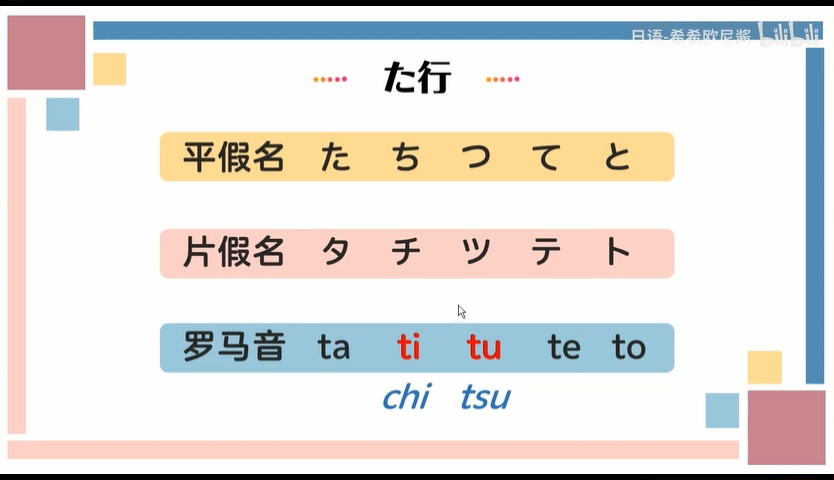 日语-希希欧尼酱 bilibili
た行
平假名 た ち つ て と
片假名 タ チ ツ テ ト
罗马音 ta ti tu te to
chi tsu